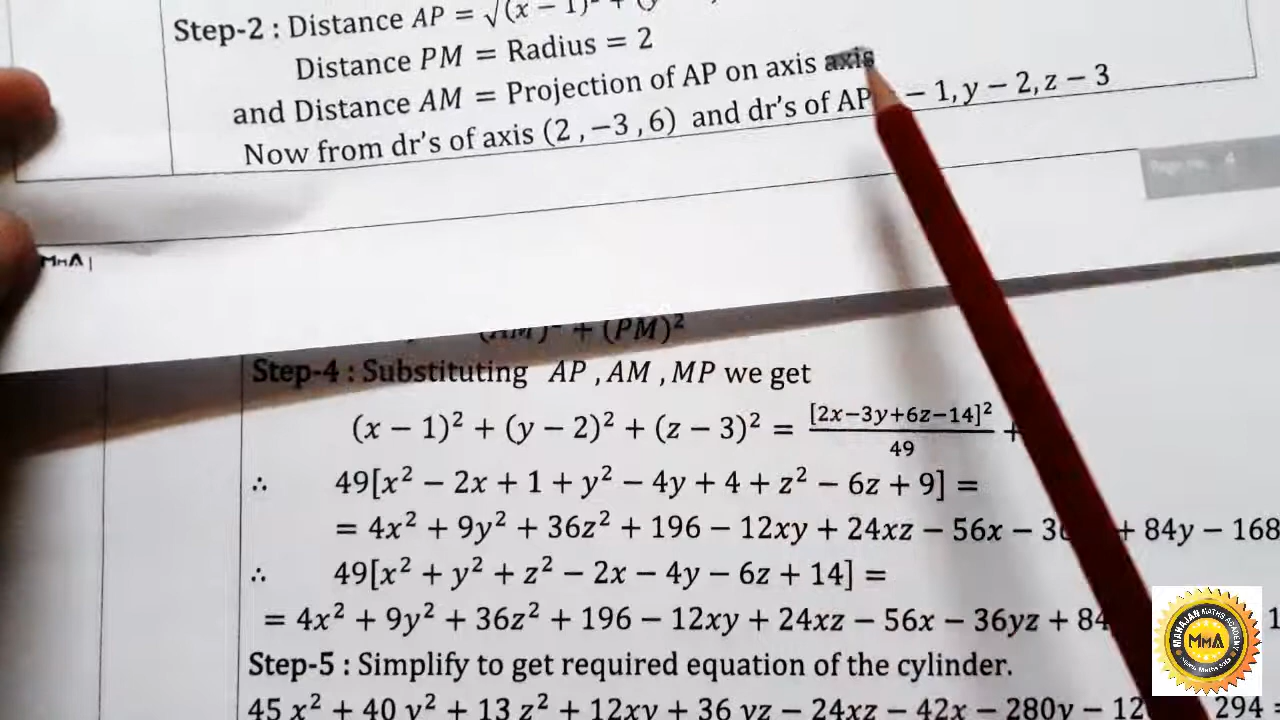 Step-2 : Distance AP = √(x − 1)² + (y
Distance PM = Radius = 2
and Distance AM = Projection of AP on axis axis
Now from dr's of axis (2 , −3 , 6) and dr's of AP − 1, y − 2, z − 3
MMA |
(AM)² + (PM)²
Step-4 : Substituting AP , AM , MP we get
(x − 1)² + (y − 2)² + (z − 3)² = [2x−3y+6z−14]²/49 +
∴ 49[x² − 2x + 1 + y² − 4y + 4 + z² − 6z + 9] =
= 4x² + 9y² + 36z² + 196 − 12xy + 24xz − 56x − 3 + 84y − 168
∴ 49[x² + y² + z² − 2x − 4y − 6z + 14] =
= 4x² + 9y² + 36z² + 196 − 12xy + 24xz − 56x − 36yz + 84 1
Step-5 : Simplify to get required equation of the cylinder.
45 x² + 40 y² + 13 z² + 12xy + 36 yz − 24xz − 42x − 280y − 12 294 =
MAHAJAN MATHS ACADEMY
MMA